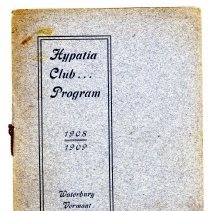 Hypatia
Club...
Program
1908
1909
Waterbury
Vermont